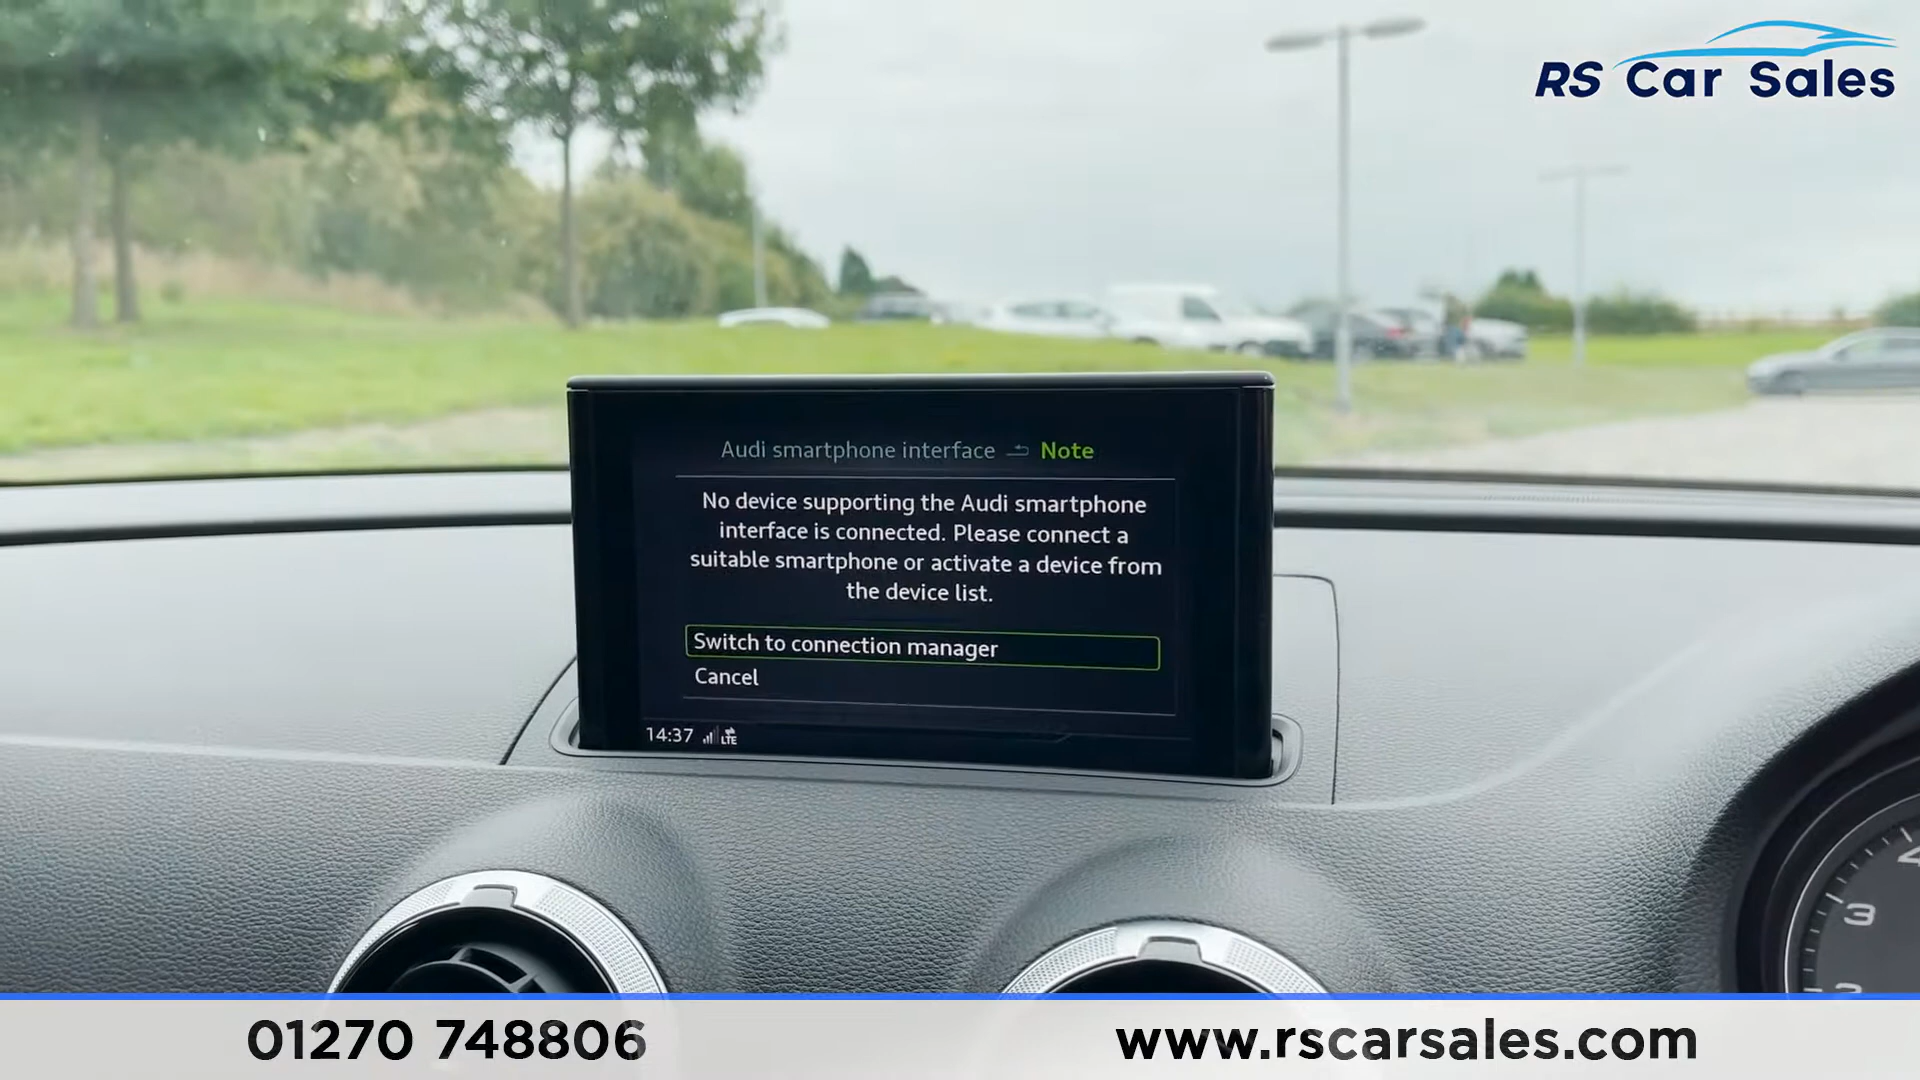 RS Car Sales
Audi smartphone interface Note
No device supporting the Audi smartphone
interface is connected. Please connect a
suitable smartphone or activate a device from
the device list.
Switch to connection manager
Cancel
14:37 LTE
3
01270 748806
www.rscarsales.com